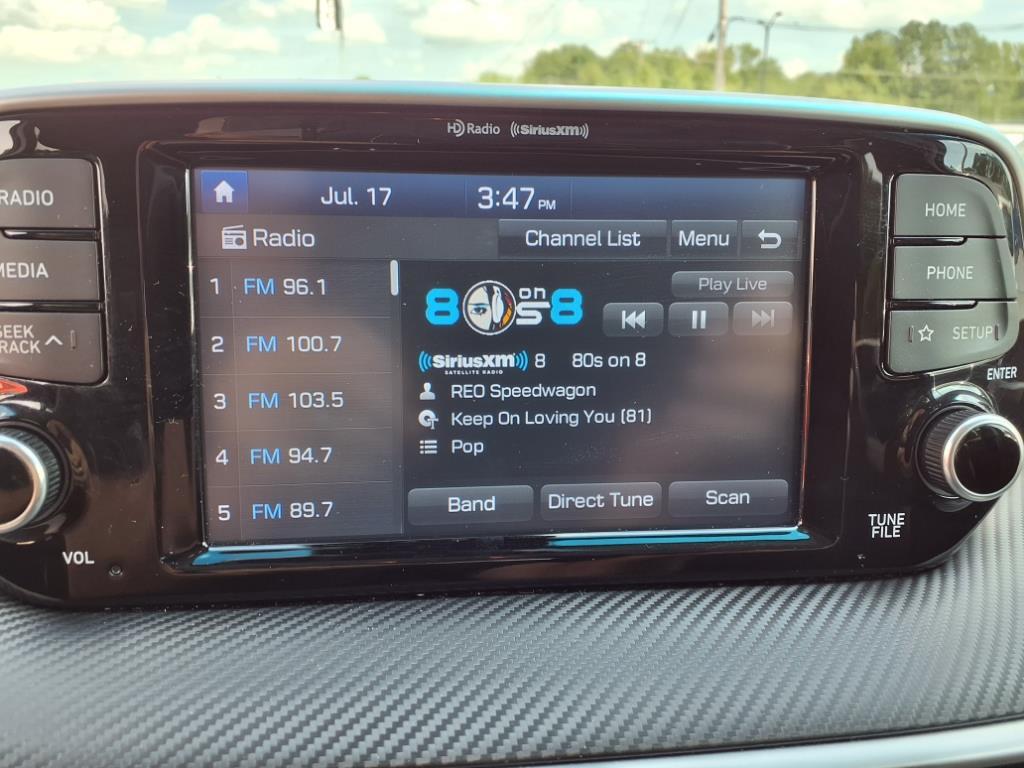 HD Radio ((SiriusXM))
RADIO
MEDIA
SEEK
TRACK
VOL
Jul. 17 3:47 PM
Radio Channel List Menu
1 FM 96.1
2 FM 100.7
3 FM 103.5
4 FM 94.7
5 FM 89.7
80s on 8
Play Live
((SiriusXM)) 8 80s on 8
SATELLITE RADIO
REO Speedwagon
Keep On Loving You (81)
Pop
Band Direct Tune Scan
HOME
PHONE
SETUP
ENTER
TUNE
FILE